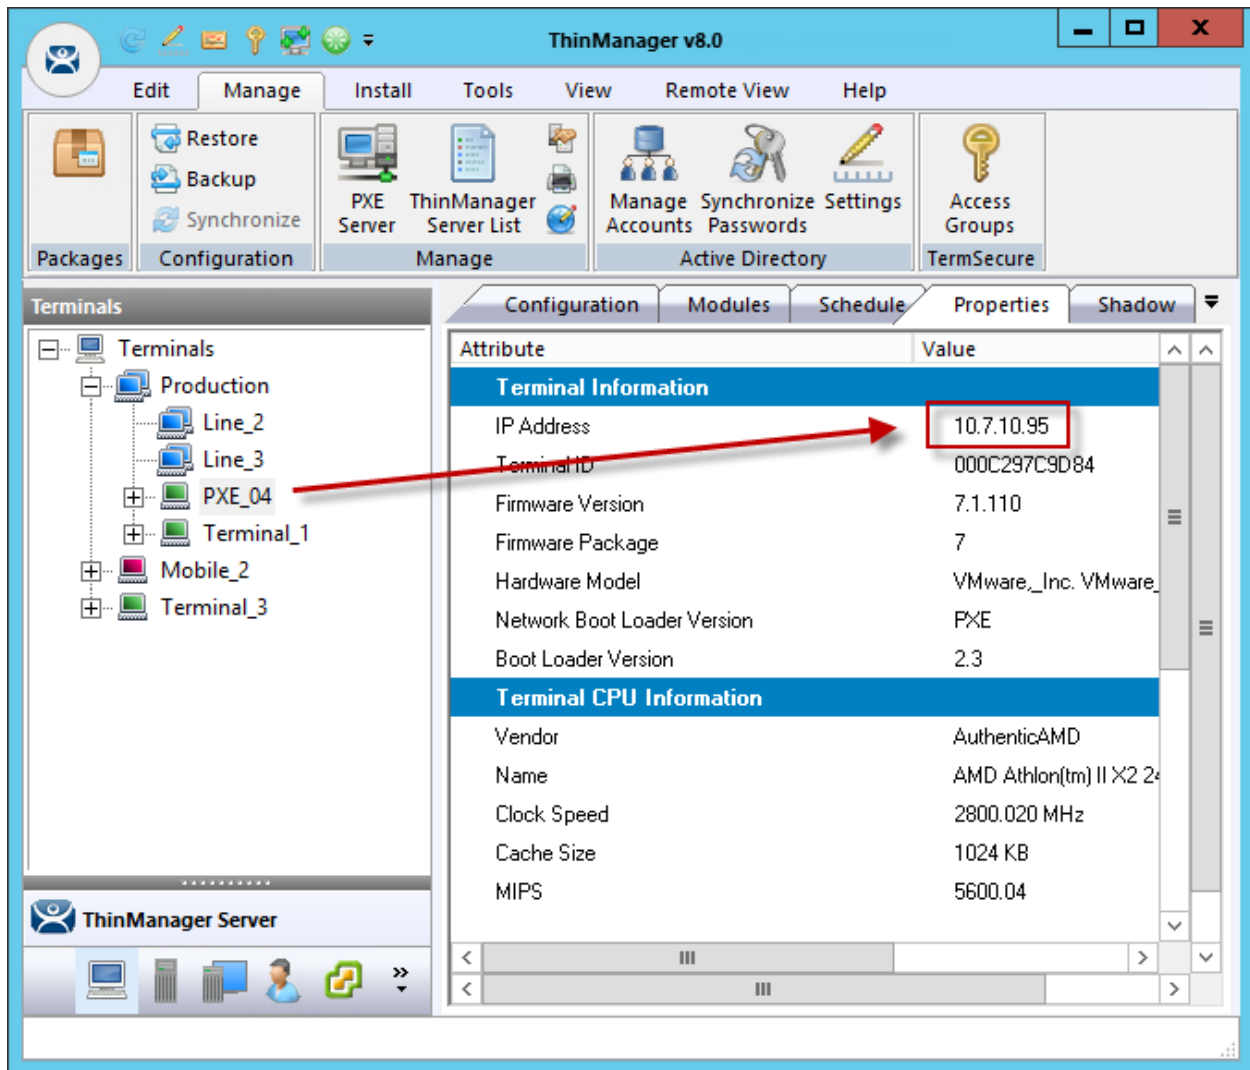 ThinManager v8.0
Edit Manage Install Tools View Remote View Help
Restore
Backup
Synchronize
PXE Server
ThinManager Server List
Manage Accounts
Synchronize Passwords
Settings
Access Groups
Packages Configuration Manage Active Directory TermSecure
Terminals
Terminals
Production
Line_2
Line_3
PXE_04
Terminal_1
Mobile_2
Terminal_3
ThinManager Server
Configuration Modules Schedule Properties Shadow
Attribute Value
Terminal Information
IP Address 10.7.10.95
Terminal ID 000C297C9D84
Firmware Version 7.1.110
Firmware Package 7
Hardware Model VMware,_Inc. VMware_
Network Boot Loader Version PXE
Boot Loader Version 2.3
Terminal CPU Information
Vendor AuthenticAMD
Name AMD Athlon(tm) II X2 24
Clock Speed 2800.020 MHz
Cache Size 1024 KB
MIPS 5600.04